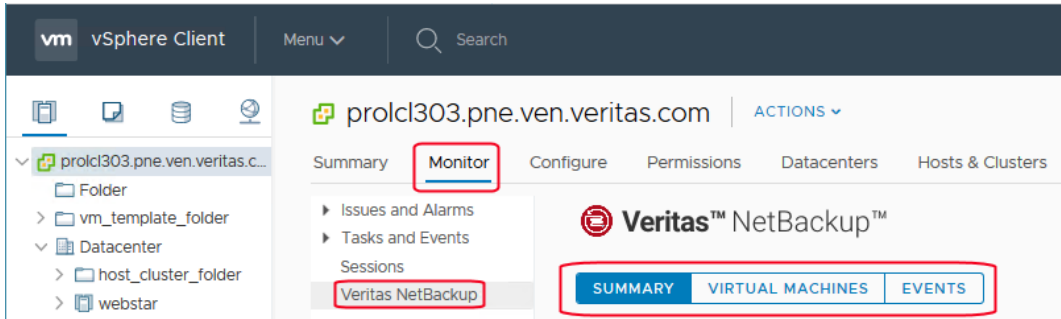 vm vSphere Client Menu Search
prolcl303.pne.ven.veritas.com ACTIONS
prolcl303.pne.ven.veritas.c...
Folder
vm_template_folder
Datacenter
host_cluster_folder
webstar
Summary Monitor Configure Permissions Datacenters Hosts & Clusters
Issues and Alarms
Tasks and Events
Sessions
Veritas NetBackup
Veritas™ NetBackup™
SUMMARY VIRTUAL MACHINES EVENTS